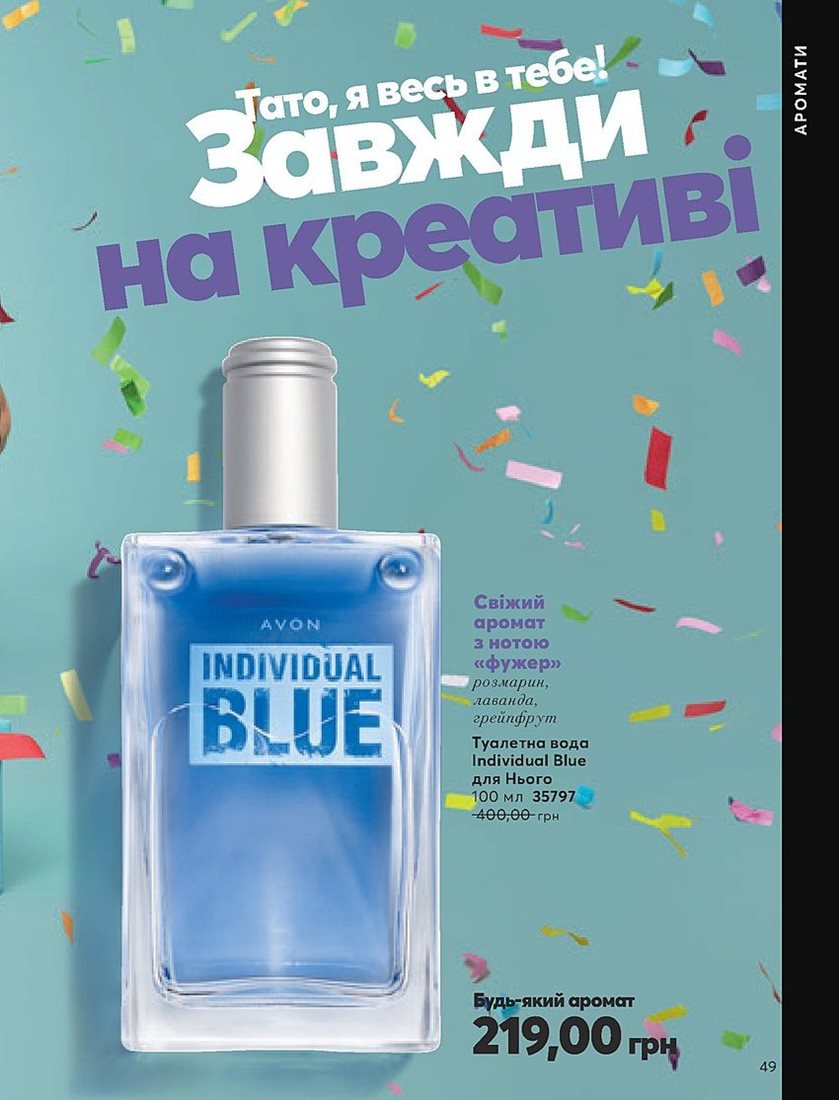 АРОМАТИ
Тато, я весь в тебе!
Завжди
на креативі
AVON
INDIVIDUAL
BLUE
Свіжий
аромат
з нотою
«фужер»
розмарин,
лаванда,
грейпфрут
Туалетна вода
Individual Blue
для Нього
100 мл 35797
400,00 грн
Будь-який аромат
219,00 грн
49